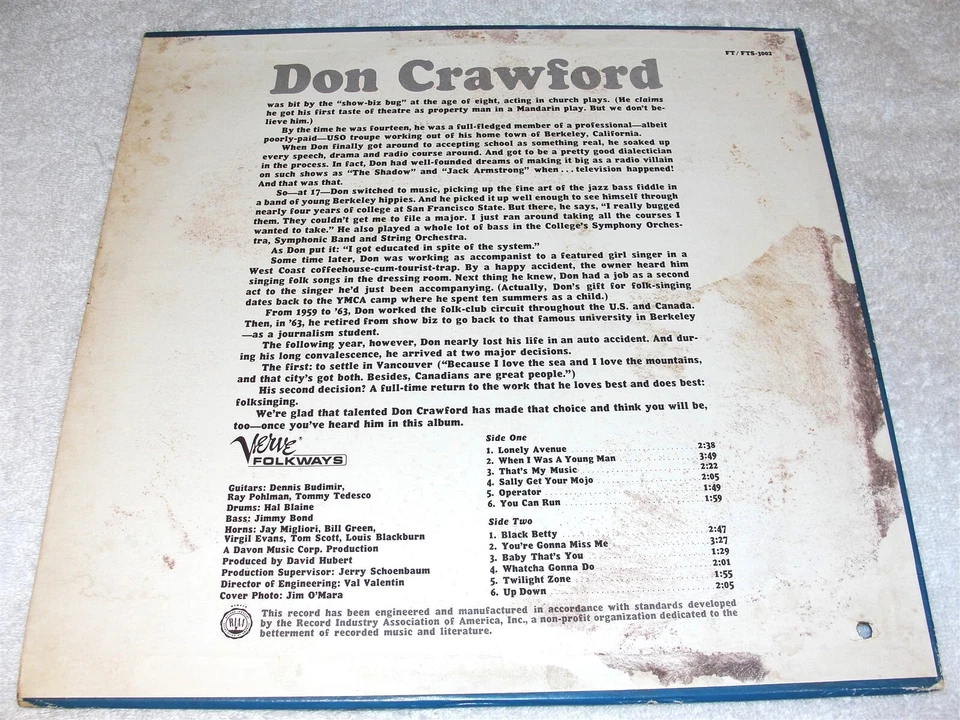 FT/FTS-3002
Don Crawford
was bit by the "show-biz bug" at the age of eight, acting in church plays. (He claims
he got his first taste of theatre as property man in a Mandarin play. But we don't be-
lieve him.)
By the time he was fourteen, he was a full-fledged member of a professional—albeit
poorly-paid—USO troupe working out of his home town of Berkeley, California.
When Don finally got around to accepting school as something real, he soaked up
every speech, drama and radio course around. And got to be a pretty good dialectician
in the process. In fact, Don had well-founded dreams of making it big as a radio villain
on such shows as "The Shadow" and "Jack Armstrong" when...television happened!
And that was that.
So—at 17—Don switched to music, picking up the fine art of the jazz bass fiddle in
a band of young Berkeley hippies. And he picked it up well enough to see himself through
nearly four years of college at San Francisco State. But there, he says, "I really bugged
them. They couldn't get me to file a major. I just ran around taking all the courses I
wanted to take." He also played a whole lot of bass in the College's Symphony Orches-
tra, Symphonic Band and String Orchestra.
As Don put it: "I got educated in spite of the system."
Some time later, Don was working as accompanist to a featured girl singer in a
West Coast coffeehouse-cum-tourist-trap. By a happy accident, the owner heard him
singing folk songs in the dressing room. Next thing he knew, Don had a job as a second
act to the singer he'd just been accompanying. (Actually, Don's gift for folk-singing
dates back to the YMCA camp where he spent ten summers as a child.)
From 1959 to '63, Don worked the folk-club circuit throughout the U.S. and Canada.
Then, in '63, he retired from show biz to go back to that famous university in Berkeley
—as a journalism student.
The following year, however, Don nearly lost his life in an auto accident. And dur-
ing his long convalescence, he arrived at two major decisions.
The first: to settle in Vancouver ("Because I love the sea and I love the mountains,
and that city's got both. Besides, Canadians are great people.")
His second decision? A full-time return to the work that he loves best and does best:
folksinging.
We're glad that talented Don Crawford has made that choice and think you will be,
too—once you've heard him in this album.
Verve
FOLKWAYS
Guitars: Dennis Budimir,
Ray Pohlman, Tommy Tedesco
Drums: Hal Blaine
Bass: Jimmy Bond
Horns: Jay Migliori, Bill Green,
Virgil Evans, Tom Scott, Louis Blackburn
A Davon Music Corp. Production
Produced by David Hubert
Production Supervisor: Jerry Schoenbaum
Director of Engineering: Val Valentin
Cover Photo: Jim O'Mara
Side One
1. Lonely Avenue 2:38
2. When I Was A Young Man 3:49
3. That's My Music 2:22
4. Sally Get Your Mojo 2:05
5. Operator 1:49
6. You Can Run 1:59
Side Two
1. Black Betty 2:47
2. You're Gonna Miss Me 3:27
3. Baby That's You 1:29
4. Whatcha Gonna Do 2:01
5. Twilight Zone 1:55
6. Up Down 2:05
RIAA
This record has been engineered and manufactured in accordance with standards developed
by the Record Industry Association of America, Inc., a non-profit organization dedicated to the
betterment of recorded music and literature.